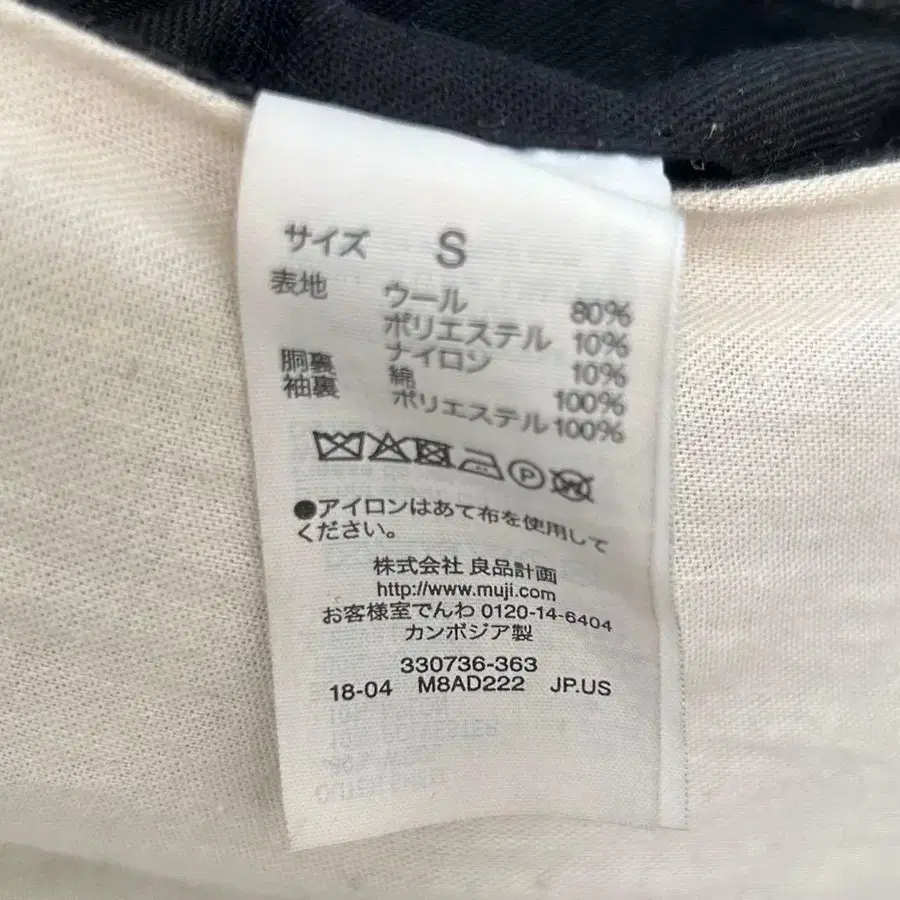 サイズ S
表地 ウール 80%
ポリエステル 10%
ナイロン 10%
胴裏 綿 100%
袖裏 ポリエステル 100%
P W
●アイロンはあて布を使用して
ください。
株式会社 良品計画
http://www.muji.com
お客様室でんわ 0120-14-6404
カンボジア製
330736-363
18-04 M8AD222 JP.US